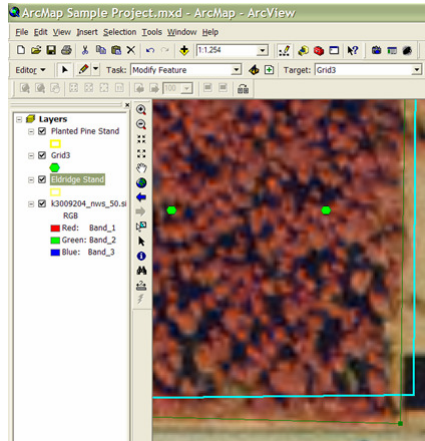 ArcMap Sample Project.mxd - ArcMap - ArcView
File Edit View Insert Selection Tools Window Help
1:1,254
Editor Task: Modify Feature Target: Grid3
100
Layers
Planted Pine Stand
Grid3
Eldridge Stand
k3009204_nws_50.si
RGB
Red: Band_1
Green: Band_2
Blue: Band_3